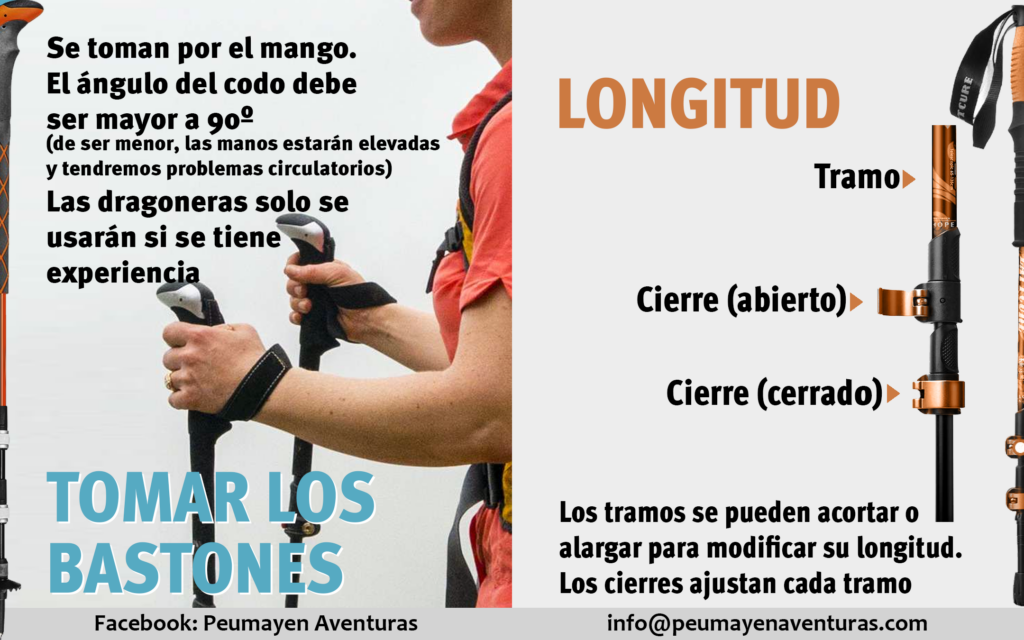 Se toman por el mango.
El ángulo del codo debe
ser mayor a 90º
(de ser menor, las manos estarán elevadas
y tendremos problemas circulatorios)
Las dragoneras solo se
usarán si se tiene
experiencia
TOMAR LOS
BASTONES
Facebook: Peumayen Aventuras
LONGITUD
Tramo
Cierre (abierto)
Cierre (cerrado)
Los tramos se pueden acortar o
alargar para modificar su longitud.
Los cierres ajustan cada tramo
info@peumayenaventuras.com